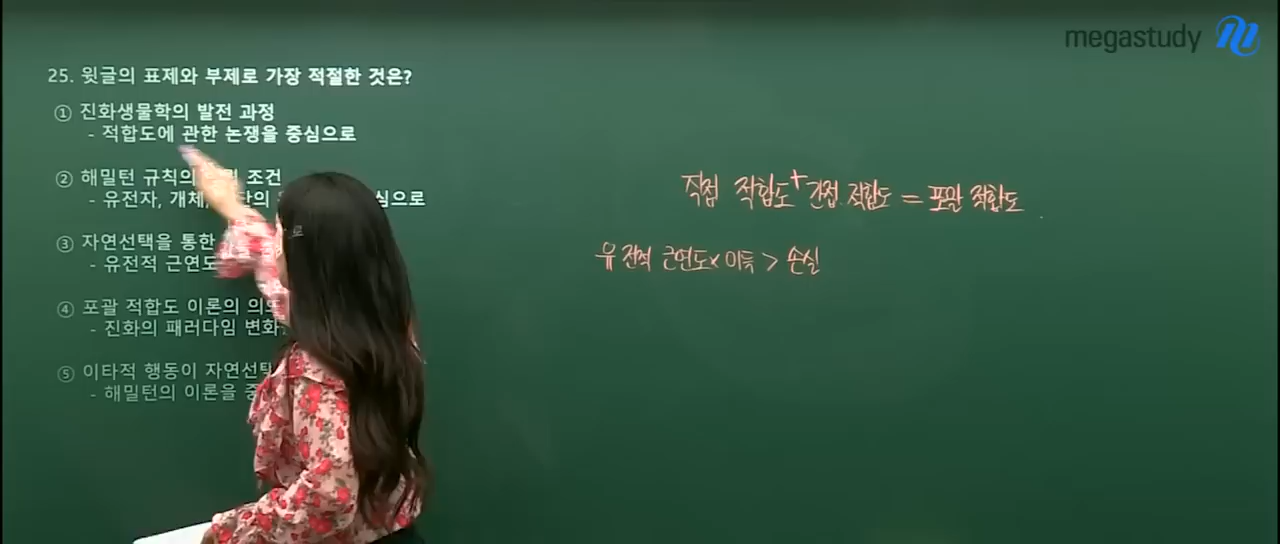 megastudy
25. 윗글의 표제와 부제로 가장 적절한 것은?
① 진화생물학의 발전 과정
- 적합도에 관한 논쟁을 중심으로
② 해밀턴 규칙의 조건
- 유전자, 개체, 심으로
③ 자연선택을 통한
- 유전적 근연도
④ 포괄 적합도 이론의 의
- 진화의 패러다임 변화
⑤ 이타적 행동이 자연선택
- 해밀턴의 이론을
직접 적합도 + 간접 적합도 = 포괄 적합도
유전적 근연도 × 이득 > 손실